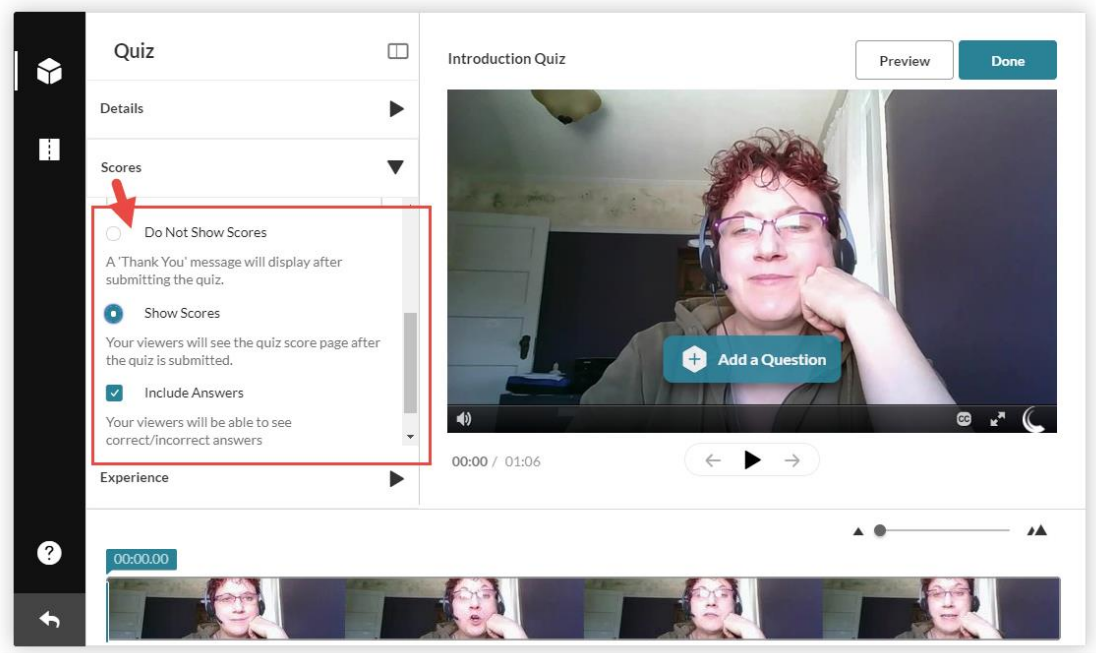 Quiz
Details
Scores
Do Not Show Scores
A 'Thank You' message will display after
submitting the quiz.
Show Scores
Your viewers will see the quiz score page after
the quiz is submitted.
Include Answers
Your viewers will be able to see
correct/incorrect answers
Experience
Introduction Quiz
Preview
Done
+ Add a Question
CC
00:00 / 01:06
?
00:00.00